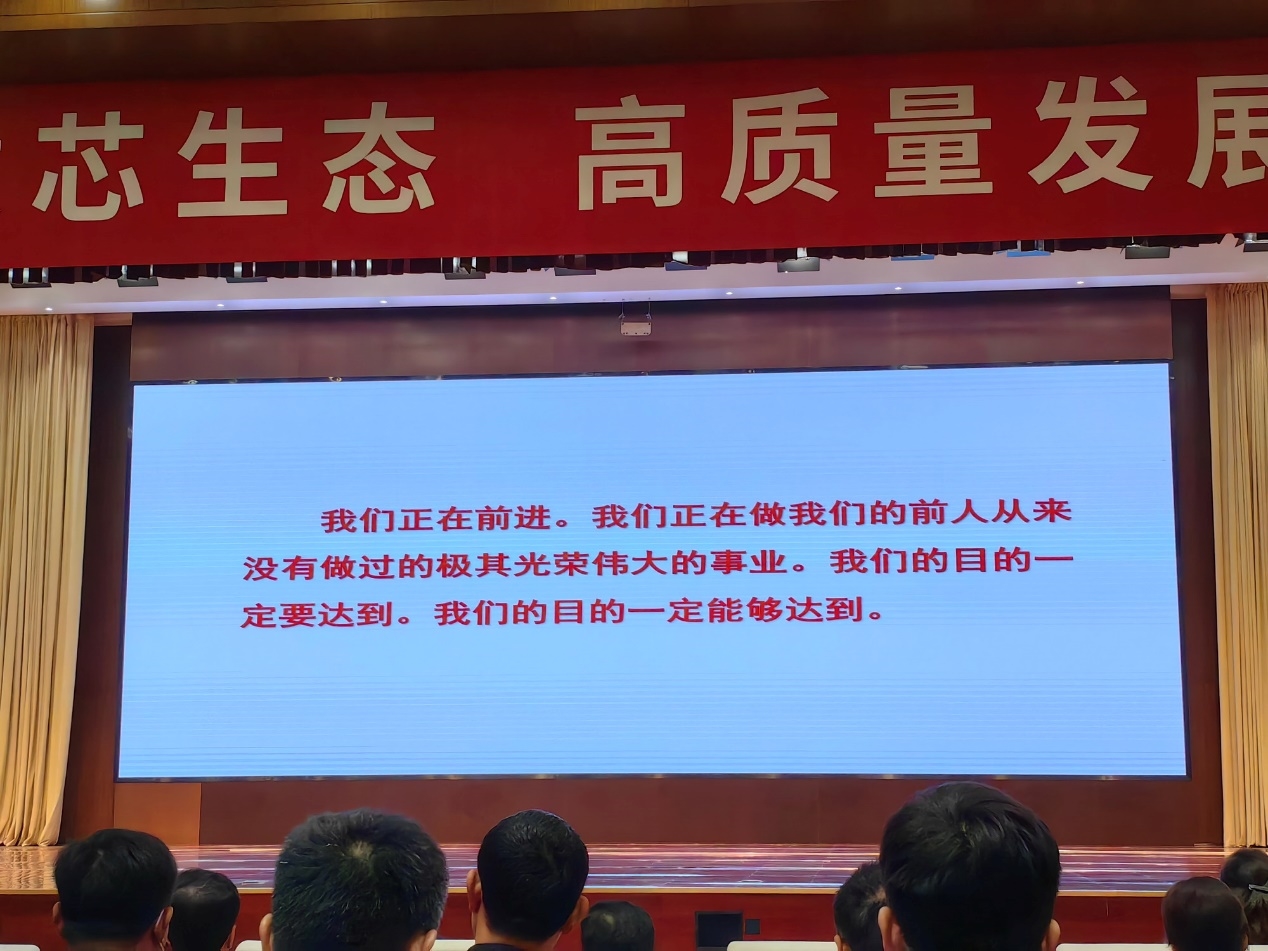 芯生态 高质量发展
我们正在前进。我们正在做我们的前人从来
没有做过的极其光荣伟大的事业。我们的目的一
定要达到。我们的目的一定能够达到。